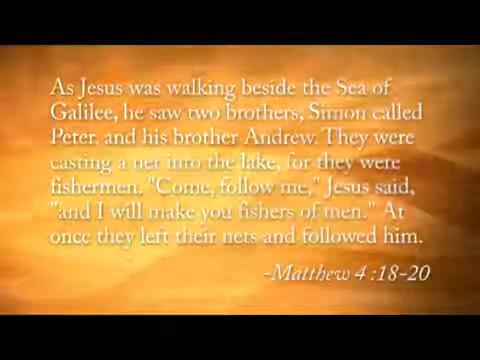 As Jesus was walking beside the Sea of
Galilee, he saw two brothers, Simon called
Peter, and his brother Andrew. They were
casting a net into the lake, for they were
fishermen. "Come, follow me," Jesus said,
"and I will make you fishers of men." At
once they left their nets and followed him.
-Matthew 4 :18-20